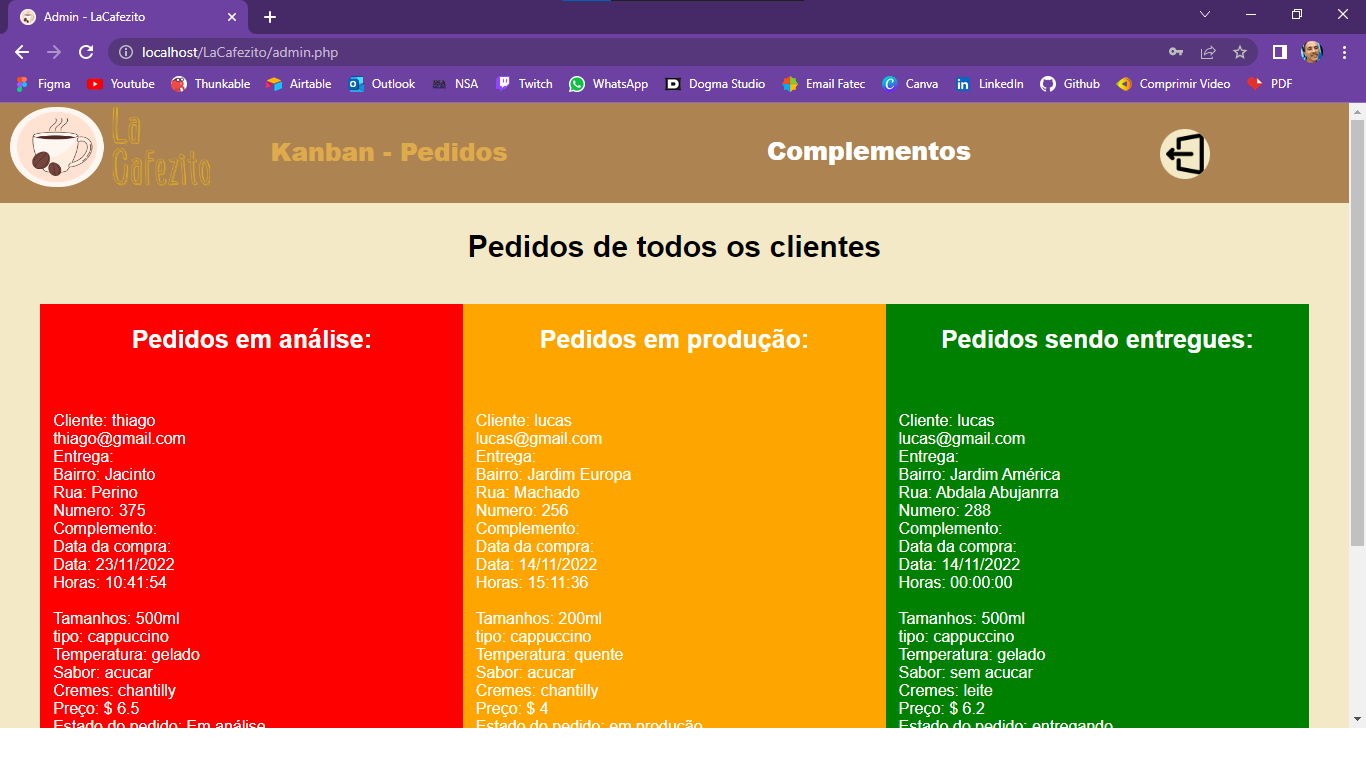 Admin - LaCafezito
localhost/LaCafezito/admin.php
Figma
Youtube
Thunkable
Airtable
Outlook
NSA
Twitch
WhatsApp
Dogma Studio
Email Fatec
Canva
LinkedIn
Github
Comprimir Video
PDF
La
Cafezito
Kanban - Pedidos
Complementos
Pedidos de todos os clientes
Pedidos em análise:
Cliente: thiago
thiago@gmail.com
Entrega:
Bairro: Jacinto
Rua: Perino
Numero: 375
Complemento:
Data da compra:
Data: 23/11/2022
Horas: 10:41:54
Tamanhos: 500ml
tipo: cappuccino
Temperatura: gelado
Sabor: acucar
Cremes: chantilly
Preço: $ 6.5
Estado do pedido: Em análise
Pedidos em produção:
Cliente: lucas
lucas@gmail.com
Entrega:
Bairro: Jardim Europa
Rua: Machado
Numero: 256
Complemento:
Data da compra:
Data: 14/11/2022
Horas: 15:11:36
Tamanhos: 200ml
tipo: cappuccino
Temperatura: quente
Sabor: acucar
Cremes: chantilly
Preço: $ 4
Estado do pedido: em produção
Pedidos sendo entregues:
Cliente: lucas
lucas@gmail.com
Entrega:
Bairro: Jardim América
Rua: Abdala Abujanrra
Numero: 288
Complemento:
Data da compra:
Data: 14/11/2022
Horas: 00:00:00
Tamanhos: 500ml
tipo: cappuccino
Temperatura: gelado
Sabor: sem acucar
Cremes: leite
Preço: $ 6.2
Estado do pedido: entregando